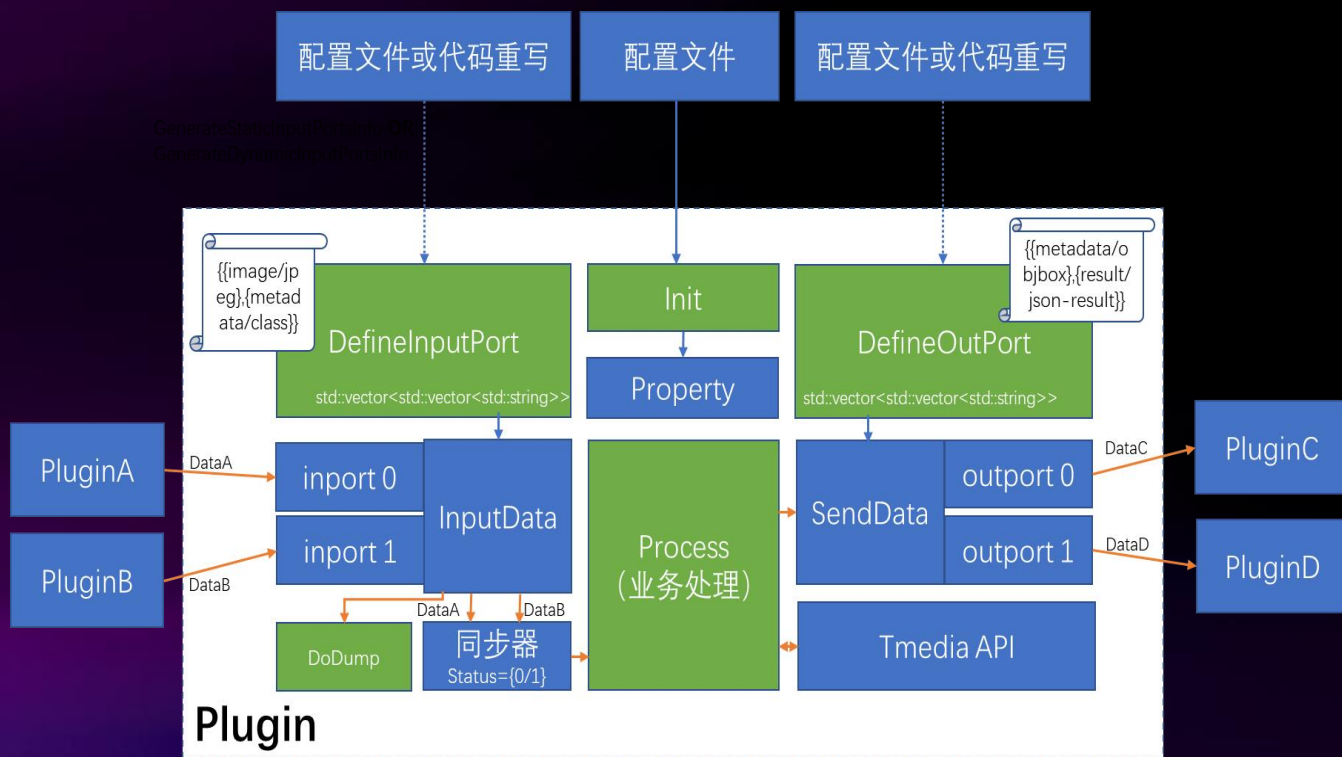 配置文件或代码重写
配置文件
配置文件或代码重写
{{image/jp
eg},{metad
ata/class}}
DefineInputPort
std::vector<std::vector<std::string>>
Init
Property
{{metadata/o
bjbox},{result/
json-result}}
DefineOutPort
std::vector<std::vector<std::string>>
PluginA
DataA
PluginB
DataB
inport 0
inport 1
InputData
DataA
DataB
DoDump
同步器
Status={0/1}
Process
(业务处理)
SendData
outport 0
outport 1
Tmedia API
DataC
PluginC
DataD
PluginD
Plugin